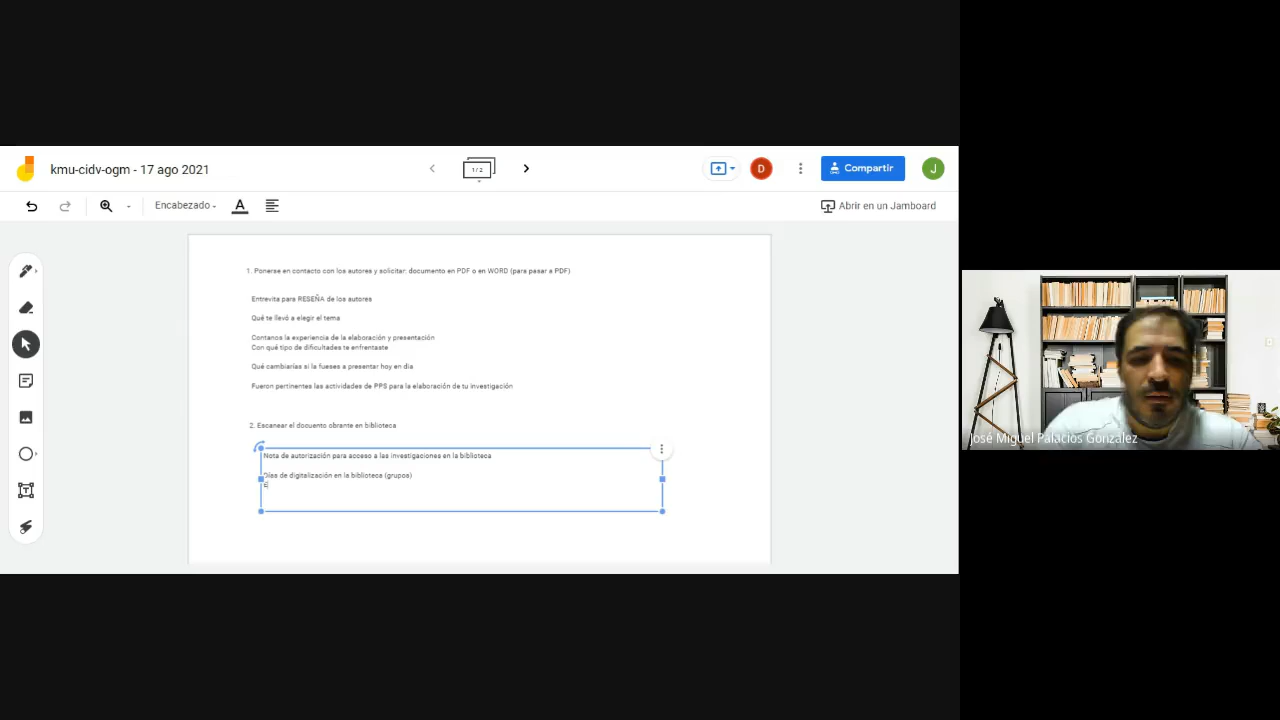 kmu-cidv-ogm - 17 ago 2021
1 / 2
D
Compartir
J
Encabezado
A
Abrir en un Jamboard
1. Ponerse en contacto con los autores y solicitar: documento en PDF o en WORD (para pasar a PDF)
Entrevita para RESEÑA de los autores
Qué te llevó a elegir el tema
Contanos la experiencia de la elaboración y presentación
Con qué tipo de dificultades te enfrentaste
Qué cambiarías si la fueses a presentar hoy en día
Fueron pertinentes las actividades de PPS para la elaboración de tu investigación
2. Escanear el docuento obrante en biblioteca
Nota de autorización para acceso a las investigaciones en la biblioteca
Días de digitalización en la biblioteca (grupos)
José Miguel Palacios González